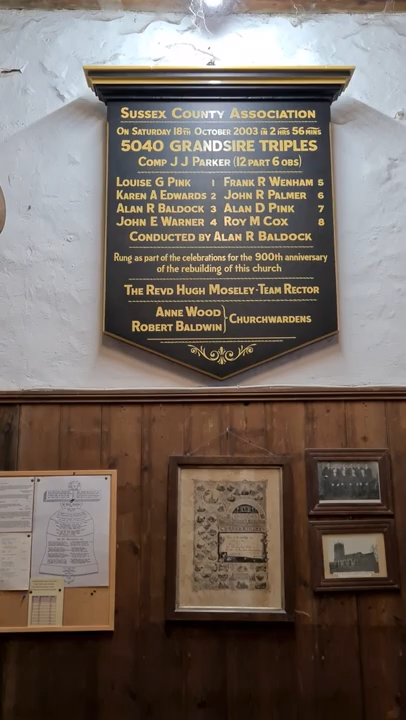 SUSSEX COUNTY ASSOCIATION
ON SATURDAY 18TH OCTOBER 2003 IN 2 HRS 56 MINS
5040 GRANDSIRE TRIPLES
COMP J J PARKER (12 PART 6 OBS)
LOUISE G PINK 1 FRANK R WENHAM 5
KAREN A EDWARDS 2 JOHN R PALMER 6
ALAN R BALDOCK 3 ALAN D PINK 7
JOHN E WARNER 4 ROY M COX 8
CONDUCTED BY ALAN R BALDOCK
Rung as part of the celebrations for the 900th anniversary
of the rebuilding of this church
THE REVD HUGH MOSELEY-TEAM RECTOR
ANNE WOOD
ROBERT BALDWIN } CHURCHWARDENS